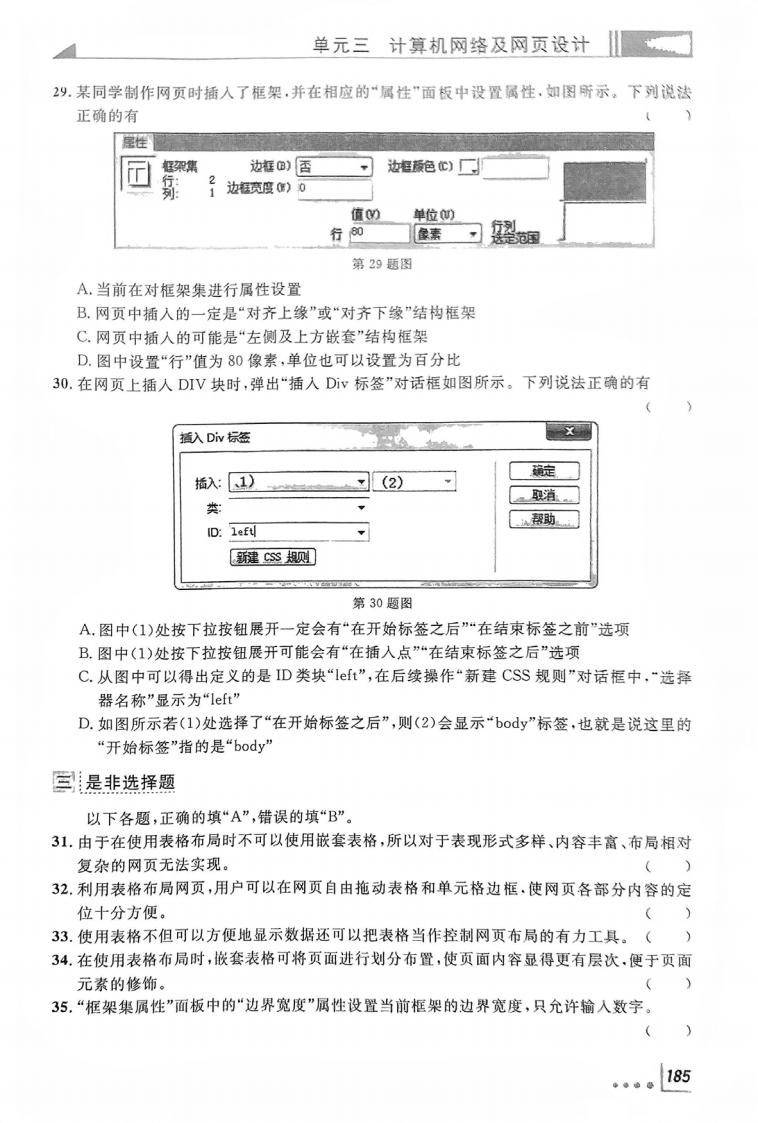 单元三 计算机网络及网页设计
29. 某同学制作网页时插入了框架,并在相应的“属性”面板中设置属性,如图所示。下列说法
正确的有 ( )
属性
框架集 边框(B) 否 边框颜色(C)
行: 2 边框宽度(W) 0
列: 1
值(V) 单位(U)
行 80 像素 行列
选定范围
第 29 题图
A. 当前在对框架集进行属性设置
B. 网页中插入的一定是“对齐上缘”或“对齐下缘”结构框架
C. 网页中插入的可能是“左侧及上方嵌套”结构框架
D. 图中设置“行”值为 80 像素,单位也可以设置为百分比
30. 在网页上插入 DIV 块时,弹出“插入 Div 标签”对话框如图所示。下列说法正确的有
( )
插入 Div 标签 X
插入: (1) (2) 确定
类: 取消
ID: left 帮助
新建 CSS 规则
第 30 题图
A. 图中(1)处按下拉按钮展开一定会有“在开始标签之后”“在结束标签之前”选项
B. 图中(1)处按下拉按钮展开可能会有“在插入点”“在结束标签之后”选项
C. 从图中可以得出定义的是 ID 类块“left”,在后续操作“新建 CSS 规则”对话框中,“选择
器名称”显示为“left”
D. 如图所示若(1)处选择了“在开始标签之后”,则(2)会显示“body”标签,也就是说这里的
“开始标签”指的是“body”
三 是非选择题
以下各题,正确的填“A”,错误的填“B”。
31. 由于在使用表格布局时不可以使用嵌套表格,所以对于表现形式多样、内容丰富、布局相对
复杂的网页无法实现。 ( )
32. 利用表格布局网页,用户可以在网页自由拖动表格和单元格边框,使网页各部分内容的定
位十分方便。 ( )
33. 使用表格不但可以方便地显示数据还可以把表格当作控制网页布局的有力工具。 ( )
34. 在使用表格布局时,嵌套表格可将页面进行划分布置,使页面内容显得更有层次,便于页面
元素的修饰。 ( )
35. “框架集属性”面板中的“边界宽度”属性设置当前框架的边界宽度,只允许输入数字。
( )
185